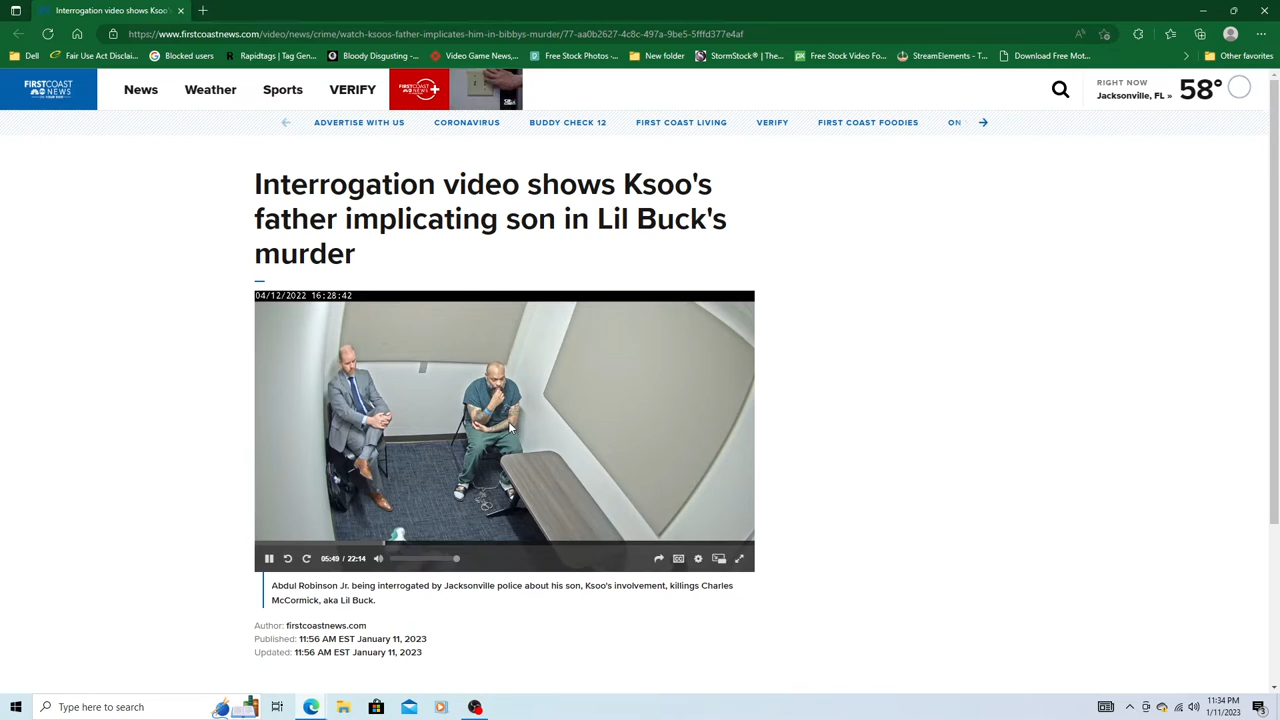 Interrogation video shows Ksoo's
https://www.firstcoastnews.com/video/news/crime/watch-ksoos-father-implicates-him-in-bibbys-murder/77-aa0b2627-4c8c-497a-9be5-5fffd377e4af
Dell
Fair Use Act Disclai...
Blocked users
Rapidtags | Tag Gen...
Bloody Disgusting -...
Video Game News,...
Free Stock Photos -...
New folder
StormStock® | The...
Free Stock Video Fo...
StreamElements - T...
Download Free Mot...
Other favorites
FIRST COAST
NEWS
News
Weather
Sports
VERIFY
FIRST COAST
NEWS
+
RIGHT NOW
Jacksonville, FL »
58°
ADVERTISE WITH US
CORONAVIRUS
BUDDY CHECK 12
FIRST COAST LIVING
VERIFY
FIRST COAST FOODIES
ON
Interrogation video shows Ksoo's
father implicating son in Lil Buck's
murder
04/12/2022 16:28:42
05:49 / 22:14
Abdul Robinson Jr. being interrogated by Jacksonville police about his son, Ksoo's involvement, killings Charles
McCormick, aka Lil Buck.
Author: firstcoastnews.com
Published: 11:56 AM EST January 11, 2023
Updated: 11:56 AM EST January 11, 2023
Type here to search
11:34 PM
1/11/2023